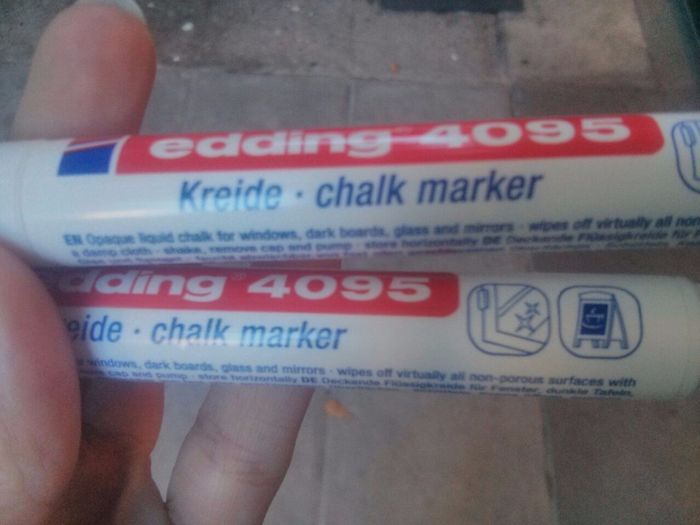 edding 4095
Kreide · chalk marker
EN Opaque liquid chalk for windows, dark boards, glass and mirrors · wipes off virtually all non
a damp cloth · shake, remove cap and pump · store horizontally DE Deckende Flüssigkreide für F
dding 4095
eide · chalk marker
windows, dark boards, glass and mirrors · wipes off virtually all non-porous surfaces with
cap and pump · store horizontally DE Deckende Flüssigkreide für Fenster, dunkle Tafeln,